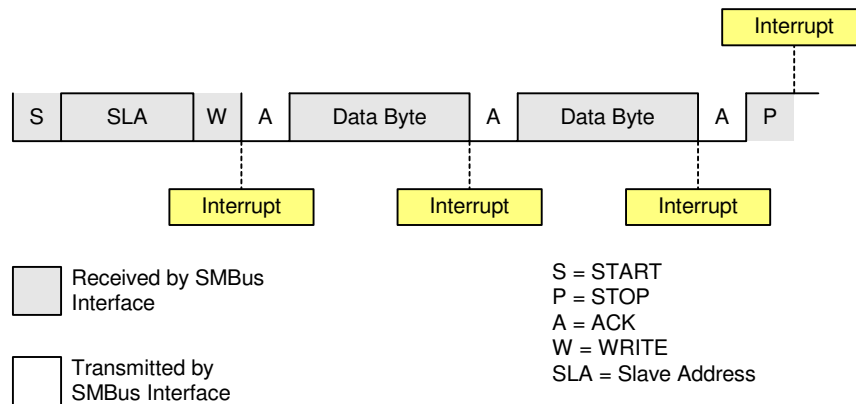 Interrupt
S SLA W A Data Byte A Data Byte A P
Interrupt Interrupt Interrupt
Received by SMBus
Interface
Transmitted by
SMBus Interface
S = START
P = STOP
A = ACK
W = WRITE
SLA = Slave Address